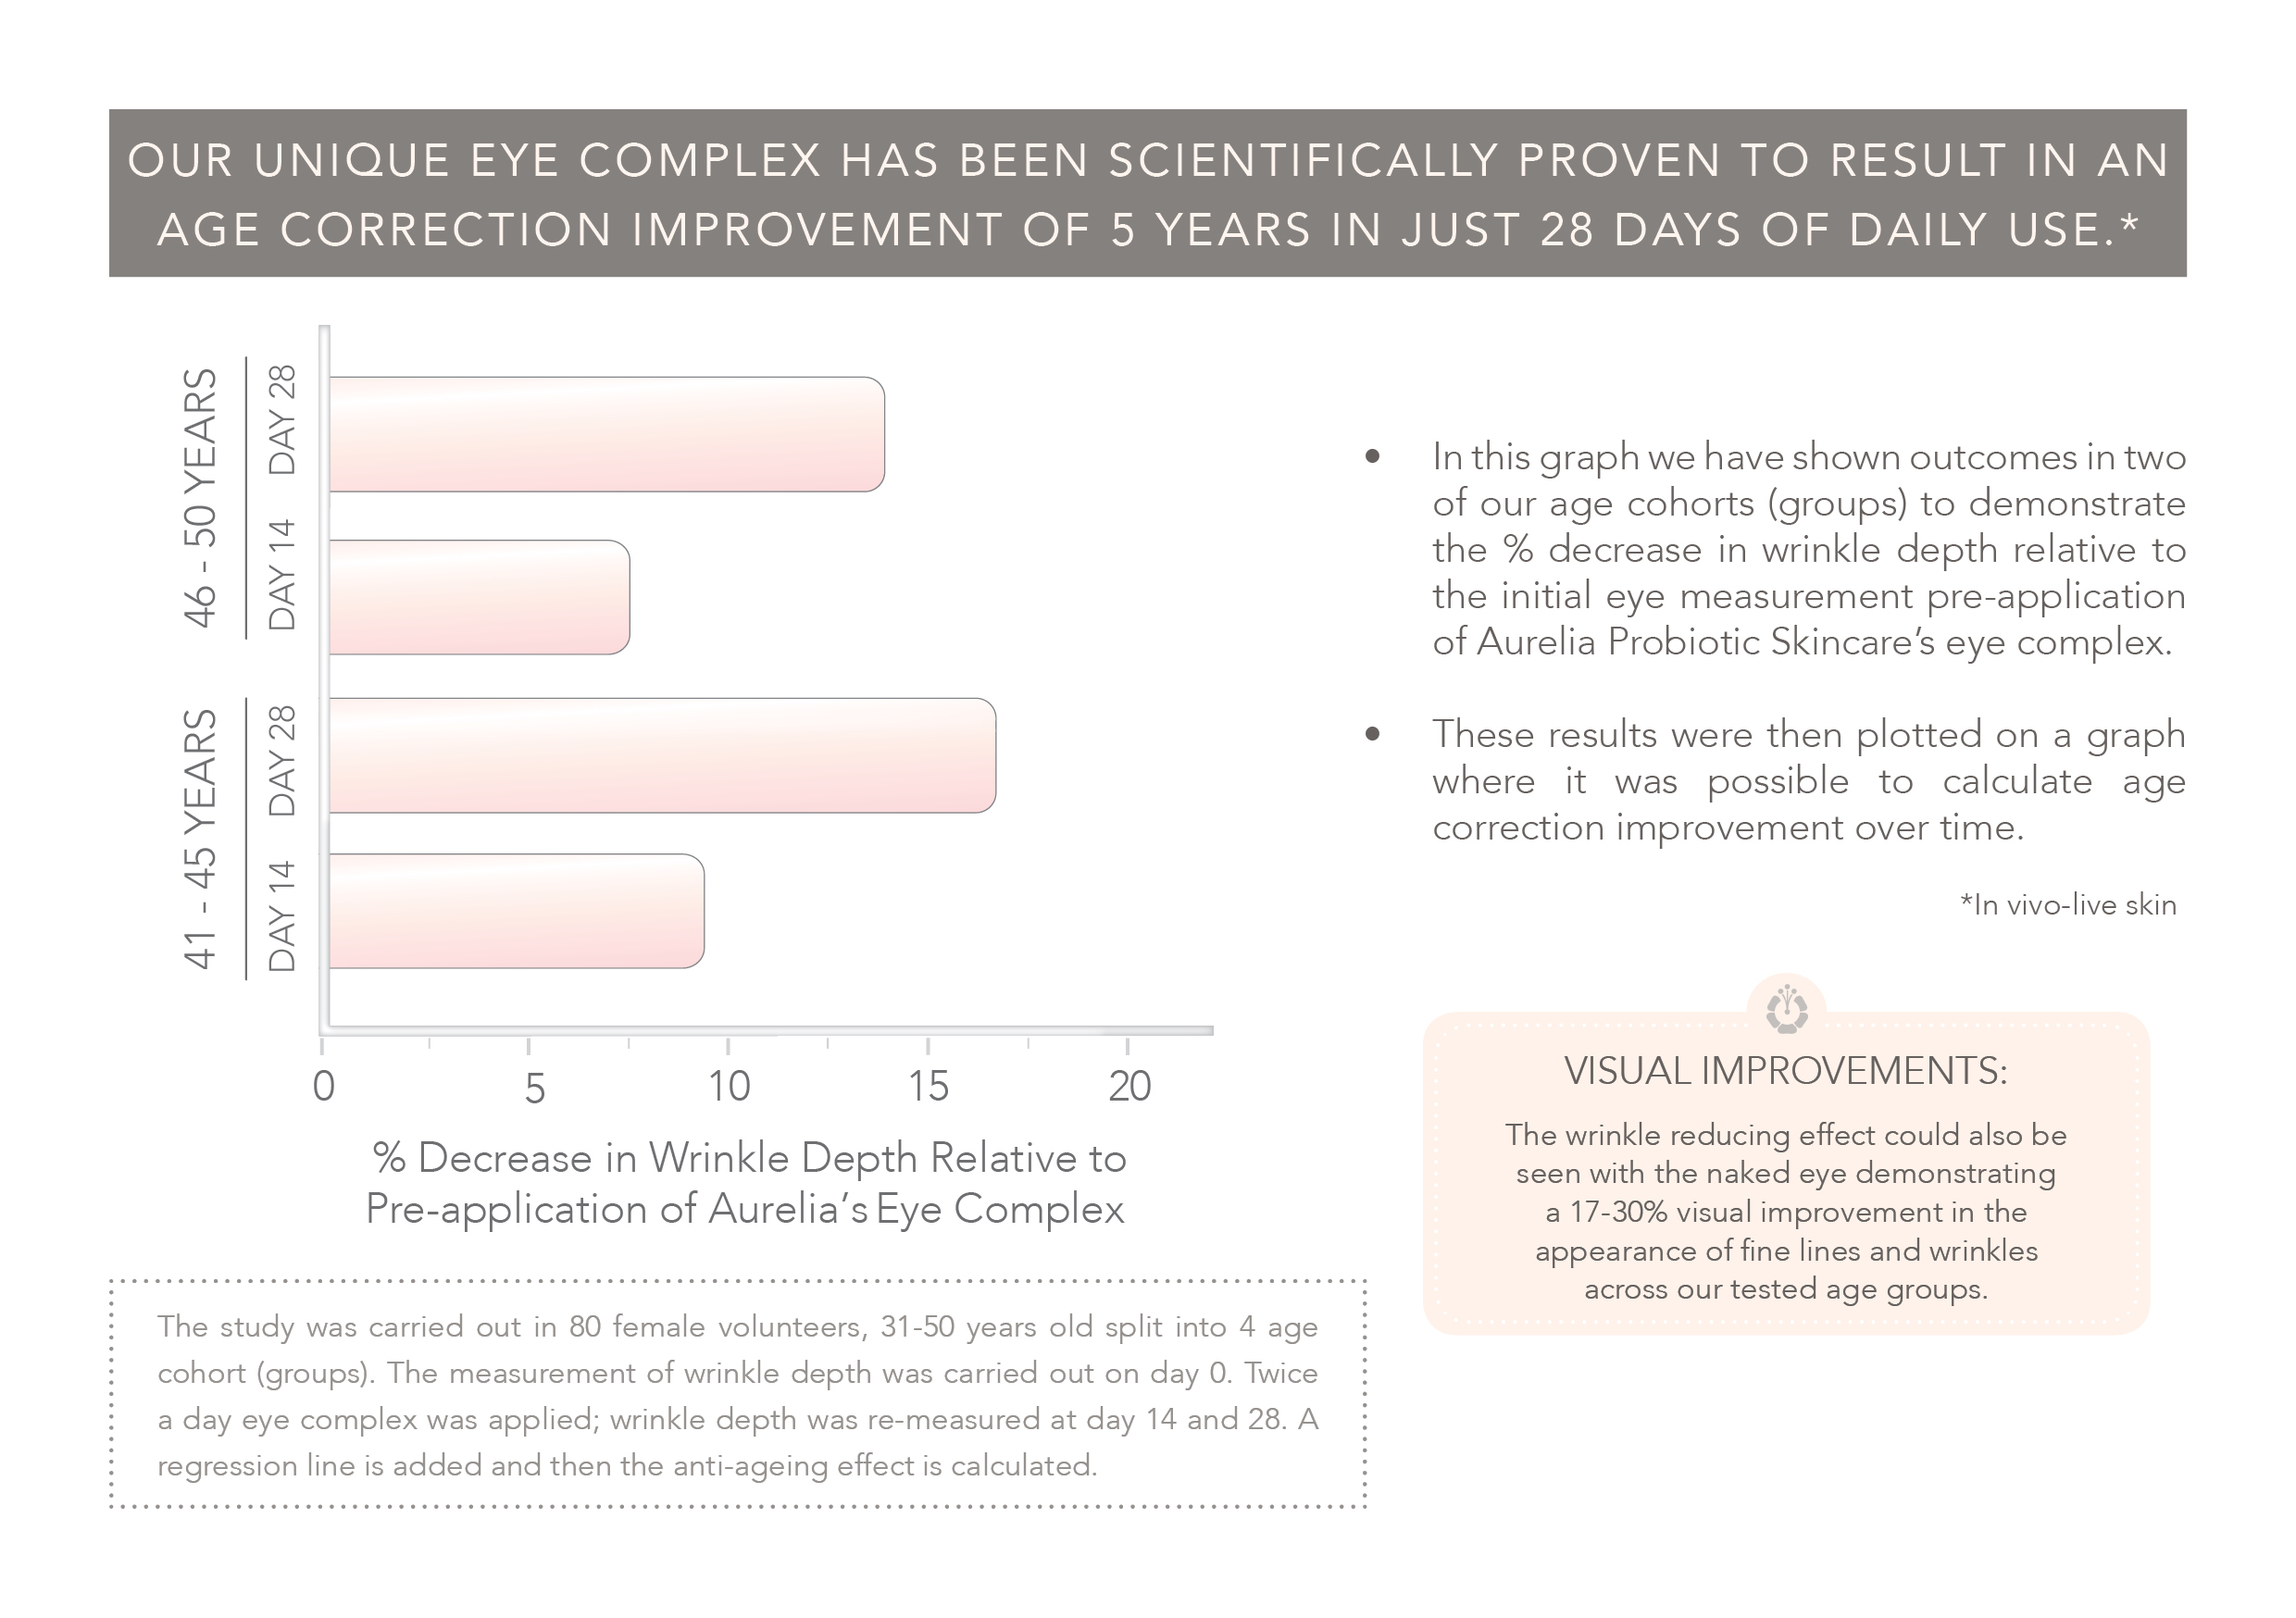 OUR UNIQUE EYE COMPLEX HAS BEEN SCIENTIFICALLY PROVEN TO RESULT IN AN
AGE CORRECTION IMPROVEMENT OF 5 YEARS IN JUST 28 DAYS OF DAILY USE.*
46 - 50 YEARS
DAY 28
DAY 14
41 - 45 YEARS
DAY 28
DAY 14
0 5 10 15 20
% Decrease in Wrinkle Depth Relative to
Pre-application of Aurelia's Eye Complex
The study was carried out in 80 female volunteers, 31-50 years old split into 4 age
cohort (groups). The measurement of wrinkle depth was carried out on day 0. Twice
a day eye complex was applied; wrinkle depth was re-measured at day 14 and 28. A
regression line is added and then the anti-ageing effect is calculated.
• In this graph we have shown outcomes in two
of our age cohorts (groups) to demonstrate
the % decrease in wrinkle depth relative to
the initial eye measurement pre-application
of Aurelia Probiotic Skincare’s eye complex.
• These results were then plotted on a graph
where it was possible to calculate age
correction improvement over time.
*In vivo-live skin
VISUAL IMPROVEMENTS:
The wrinkle reducing effect could also be
seen with the naked eye demonstrating
a 17-30% visual improvement in the
appearance of fine lines and wrinkles
across our tested age groups.